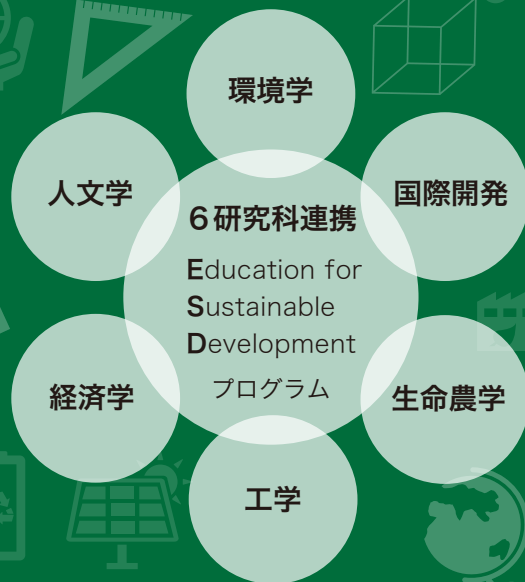 環境学
人文学
国際開発
6研究科連携
Education for
Sustainable
Development
プログラム
経済学
生命農学
工学